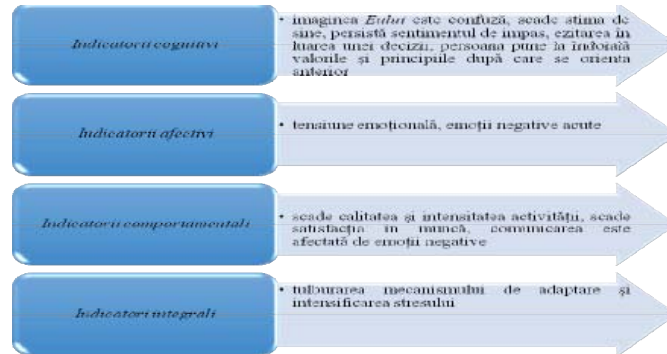 Indicatorii cognitivi
• imaginea Eului este confuză, scade stima de
sine, persistă sentimentul de impas, ezitarea în
luarea unei decizii, persoana pune la îndoială
valorile și principiile după care se orienta
anterior
Indicatorii afectivi
• tensiune emoțională, emoții negative acute
Indicatorii comportamentali
• scade calitatea și intensitatea activității, scade
satisfacția în muncă, comunicarea este
afectată de emoții negative
Indicatori integrali
• tulburarea mecanismului de adaptare și
intensificarea stresului